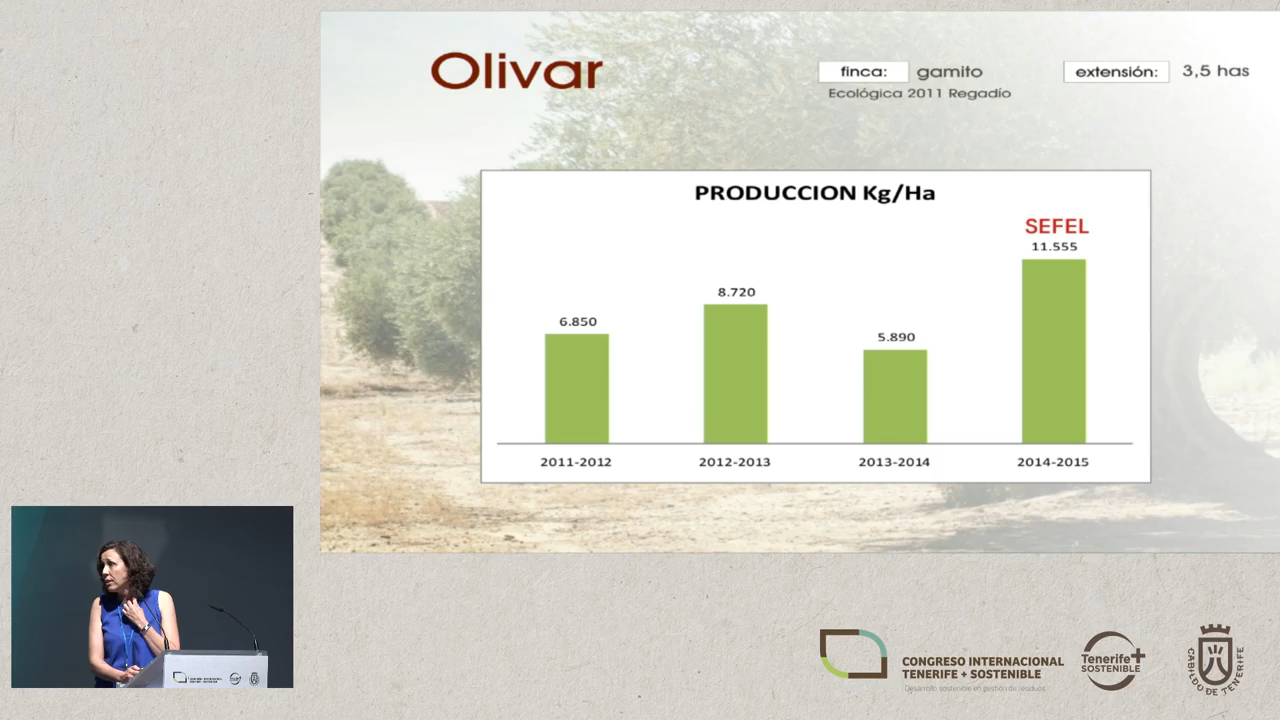 Olivar
finca: gamito
extensión: 3,5 has
Ecológica 2011 Regadío
PRODUCCION Kg/Ha
SEFEL
11.555
8.720
6.850
5.890
2011-2012
2012-2013
2013-2014
2014-2015
CONGRESO INTERNACIONAL
TENERIFE + SOSTENIBLE
Desarrollo sostenible en gestión de residuos
Tenerife+
SOSTENIBLE
CABILDO DE TENERIFE